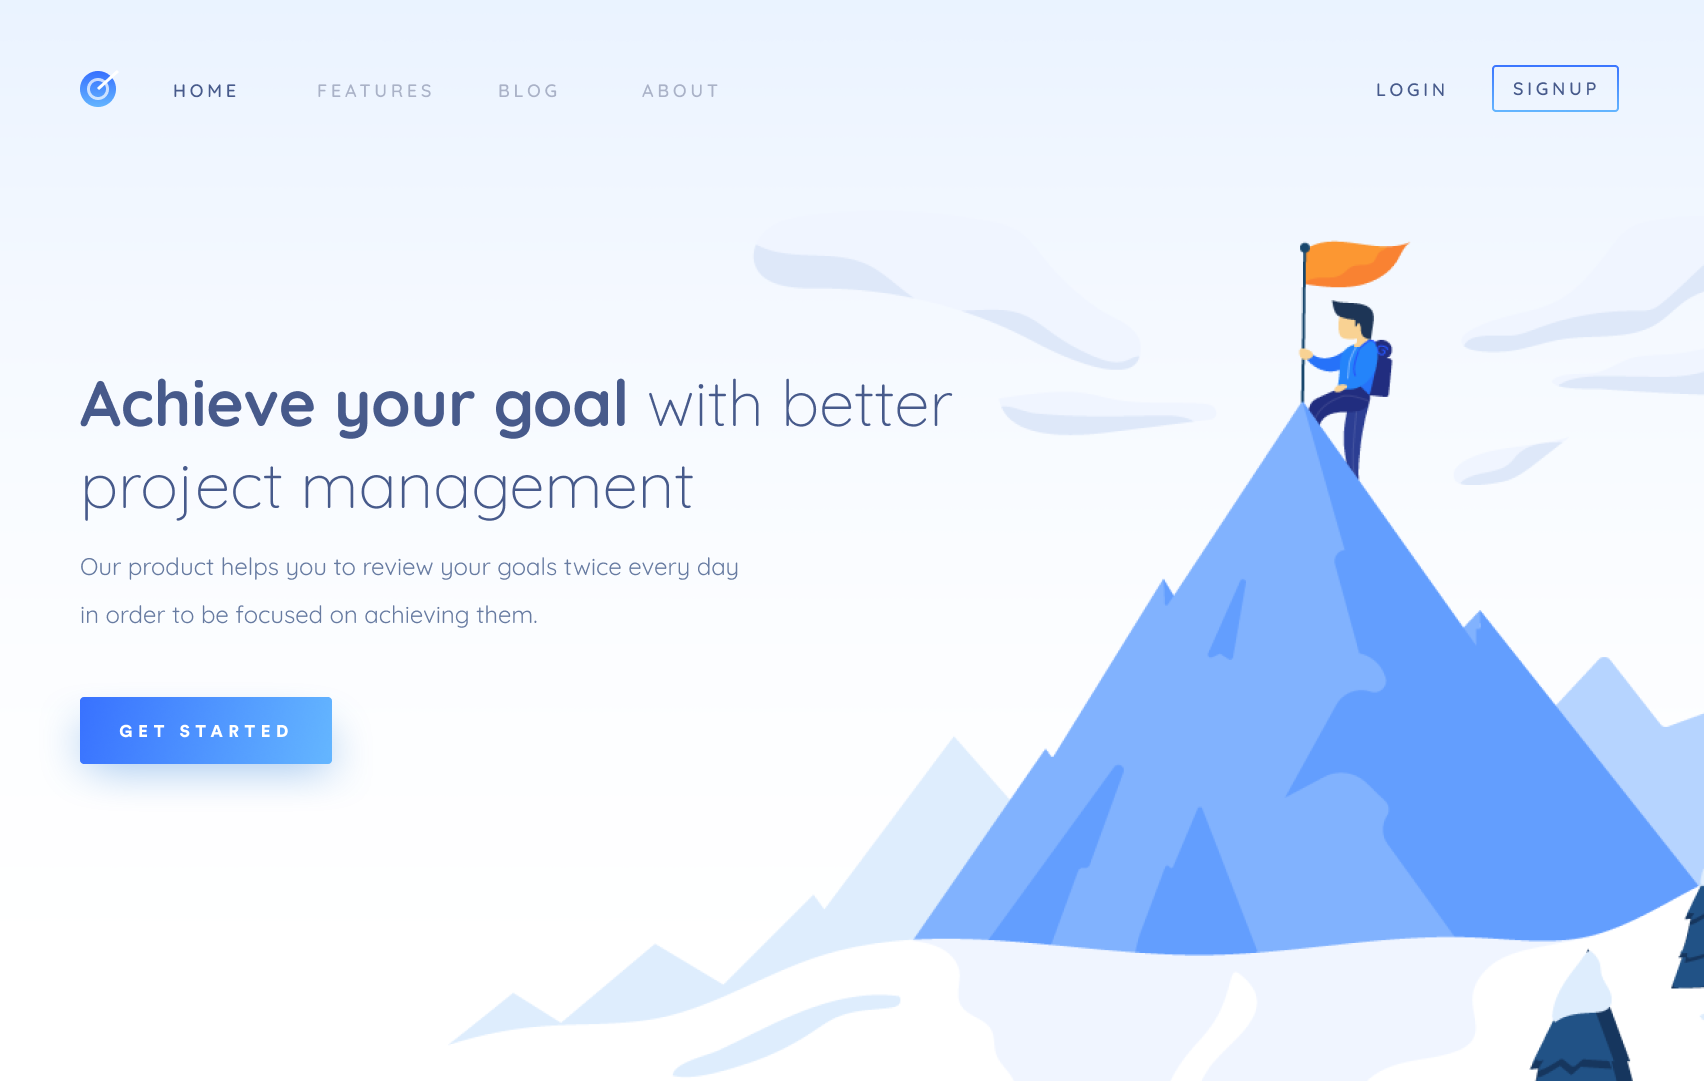 HOME FEATURES BLOG ABOUT LOGIN SIGNUP
Achieve your goal with better
project management
Our product helps you to review your goals twice every day
in order to be focused on achieving them.
GET STARTED